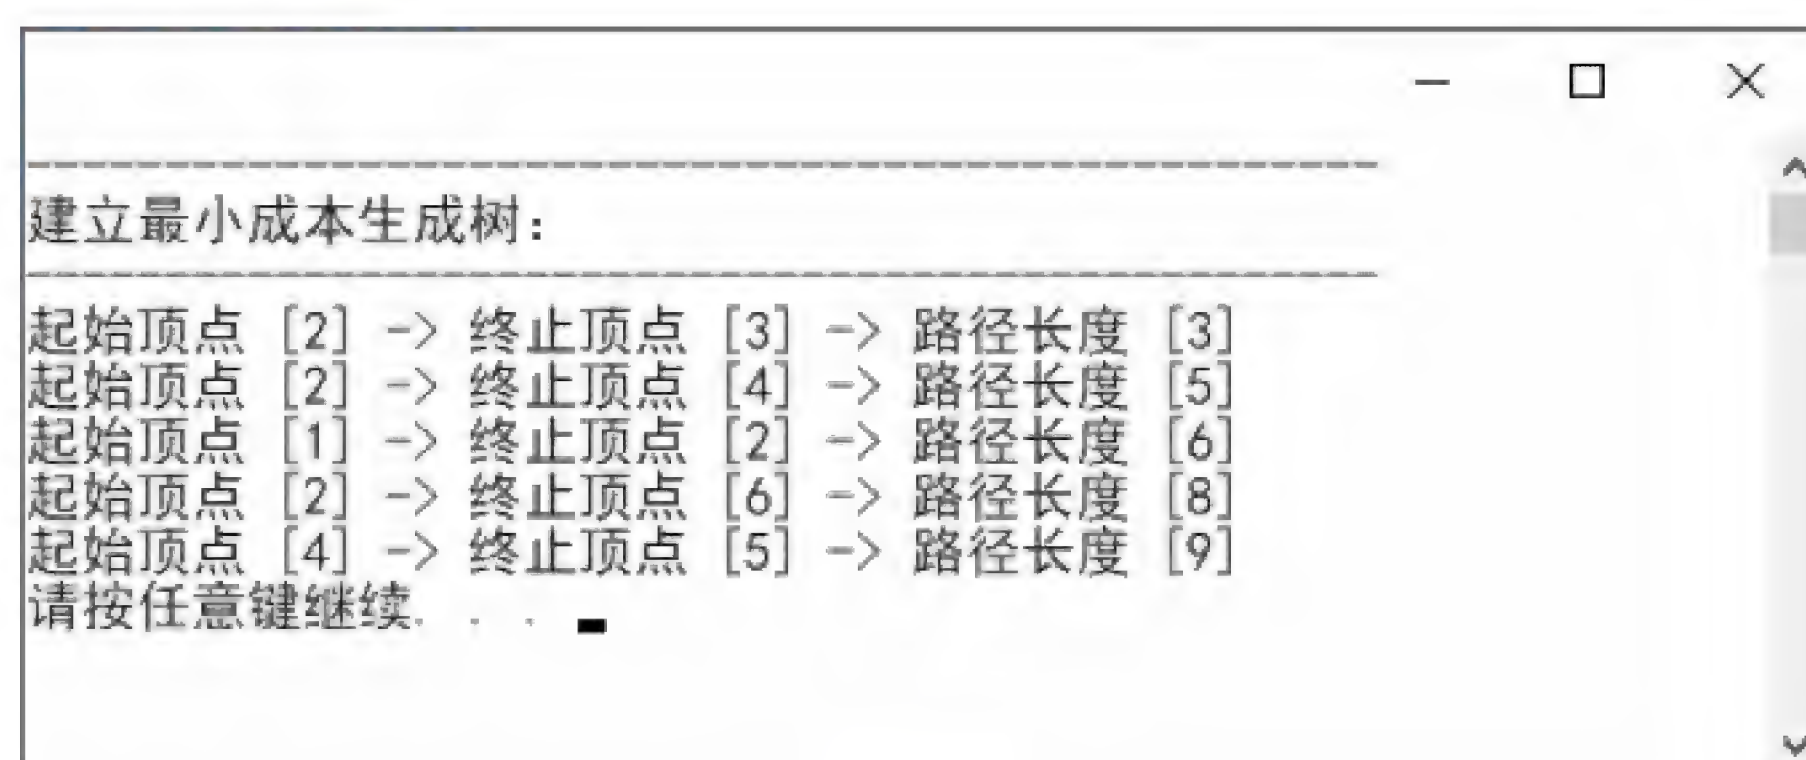 --------------------------------------------------
建立最小成本生成树：
--------------------------------------------------
起始顶点 [2] -> 终止顶点 [3] -> 路径长度 [3]
起始顶点 [2] -> 终止顶点 [4] -> 路径长度 [5]
起始顶点 [1] -> 终止顶点 [2] -> 路径长度 [6]
起始顶点 [2] -> 终止顶点 [6] -> 路径长度 [8]
起始顶点 [4] -> 终止顶点 [5] -> 路径长度 [9]
请按任意键继续. . .